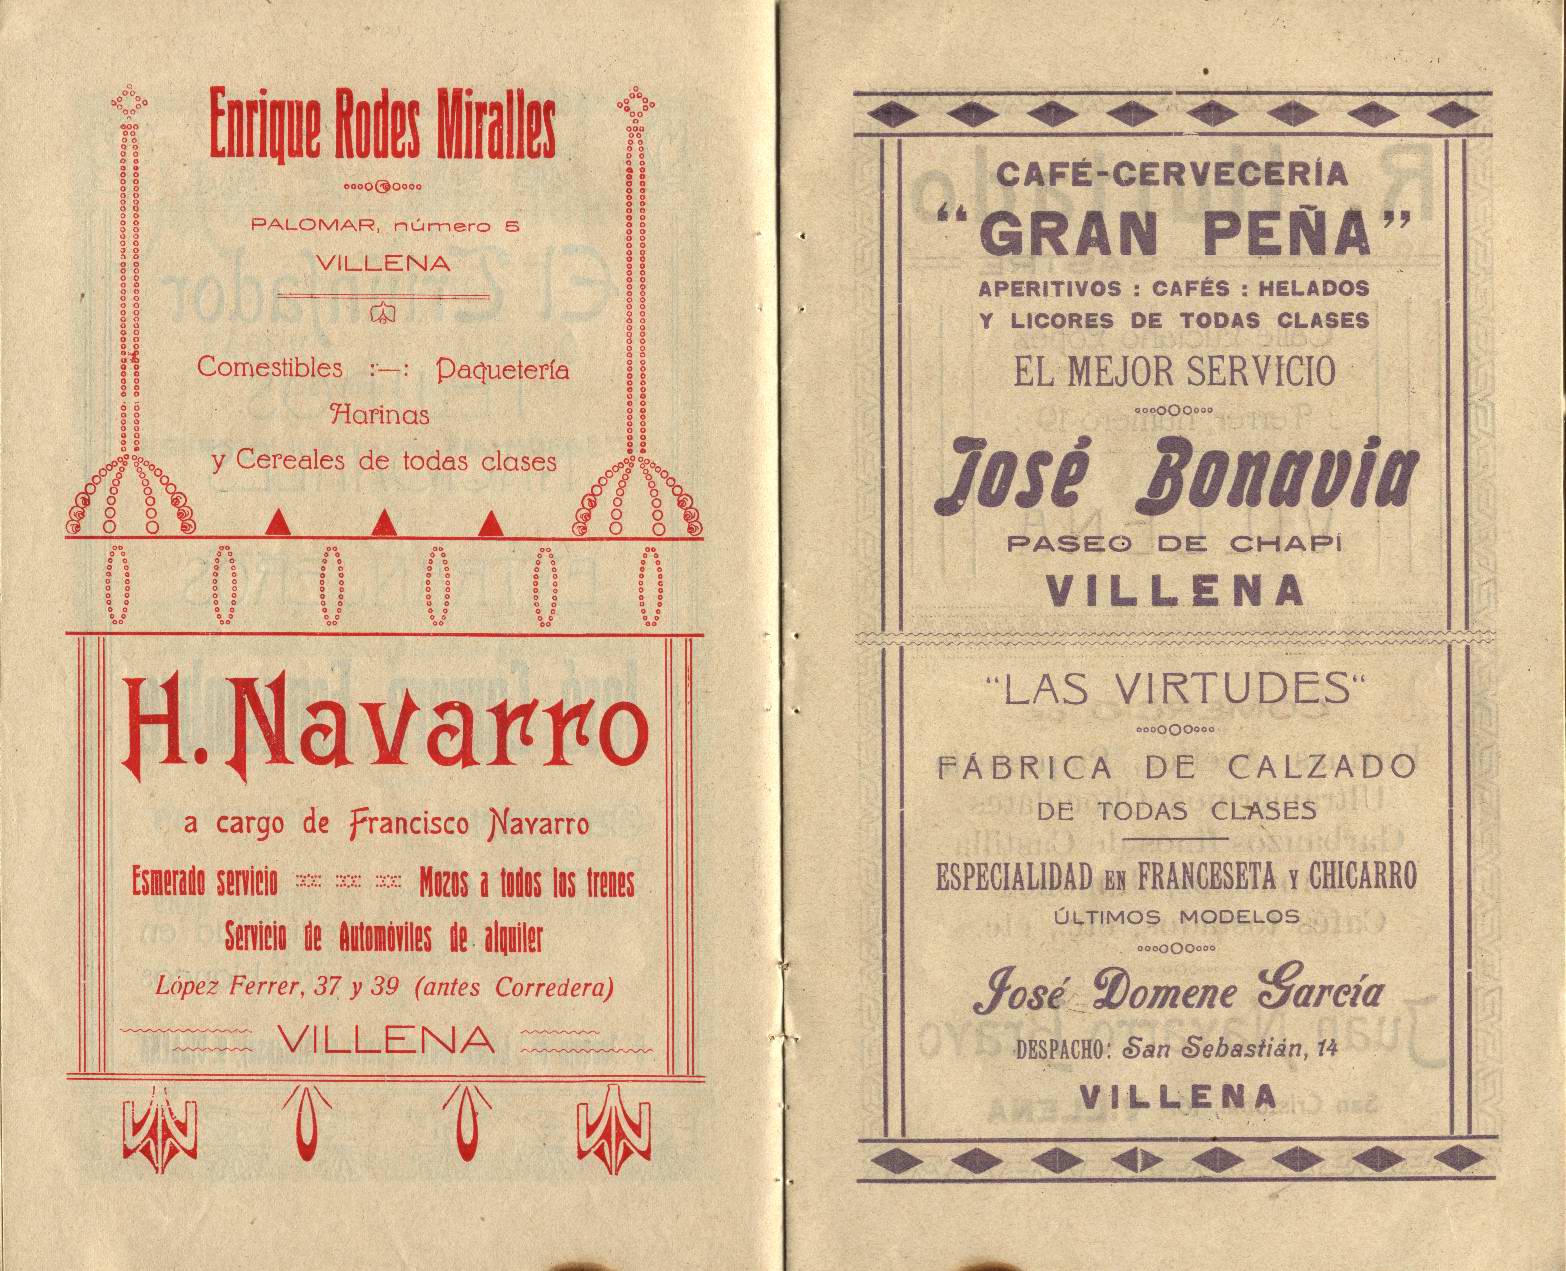 Enrique Rodes Miralles
PALOMAR, número 5
VILLENA
Comestibles :—: Paquetería
Harinas
y Cereales de todas clases
H. Navarro
a cargo de Francisco Navarro
Esmerado servicio Mozos a todos los trenes
Servicio de Automóviles de alquiler
López Ferrer, 37 y 39 (antes Corredera)
VILLENA
CAFÉ-CERVECERÍA
“GRAN PEÑA”
APERITIVOS : CAFÉS : HELADOS
Y LICORES DE TODAS CLASES
EL MEJOR SERVICIO
José Bonavia
PASEO DE CHAPÍ
VILLENA
“LAS VIRTUDES“
FÁBRICA DE CALZADO
DE TODAS CLASES
ESPECIALIDAD EN FRANCESETA Y CHICARRO
ÚLTIMOS MODELOS
José Domene García
DESPACHO: San Sebastián, 14
VILLENA